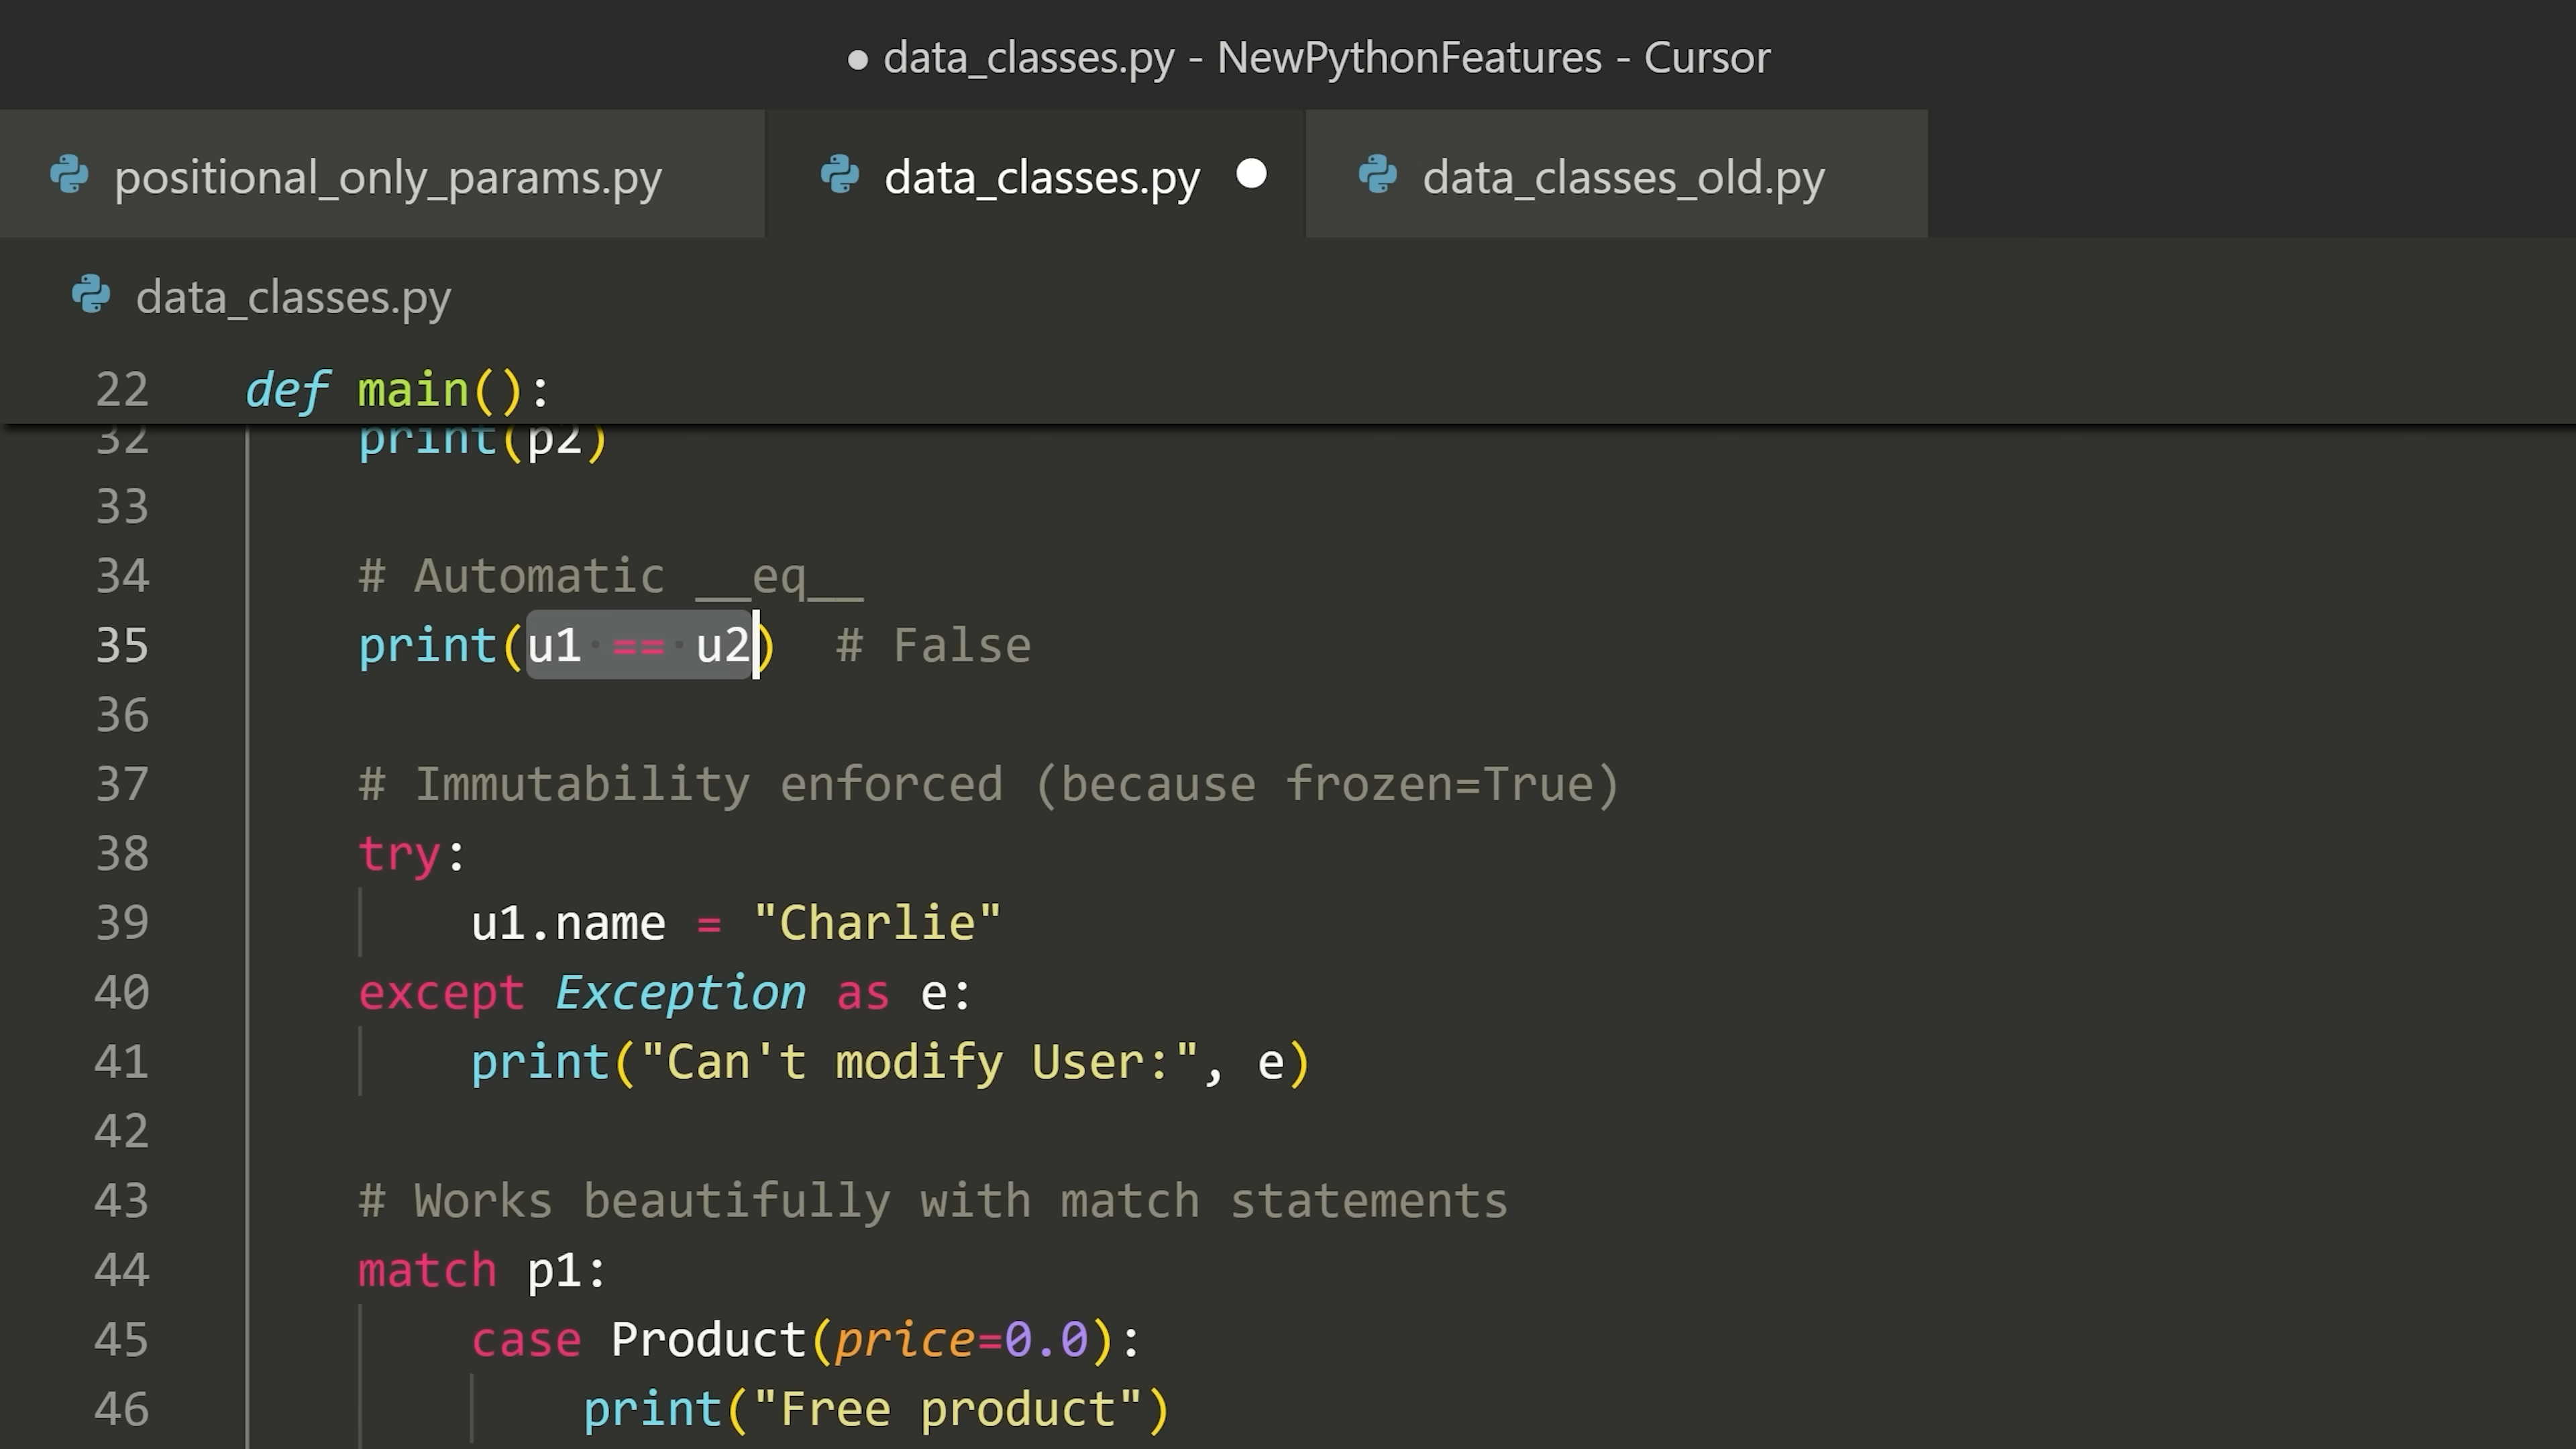 ● data_classes.py - NewPythonFeatures - Cursor
positional_only_params.py data_classes.py ● data_classes_old.py
data_classes.py
22 def main():
32 print(p2)
33
34 # Automatic __eq__
35 print(u1 == u2) # False
36
37 # Immutability enforced (because frozen=True)
38 try:
39 u1.name = "Charlie"
40 except Exception as e:
41 print("Can't modify User:", e)
42
43 # Works beautifully with match statements
44 match p1:
45 case Product(price=0.0):
46 print("Free product")